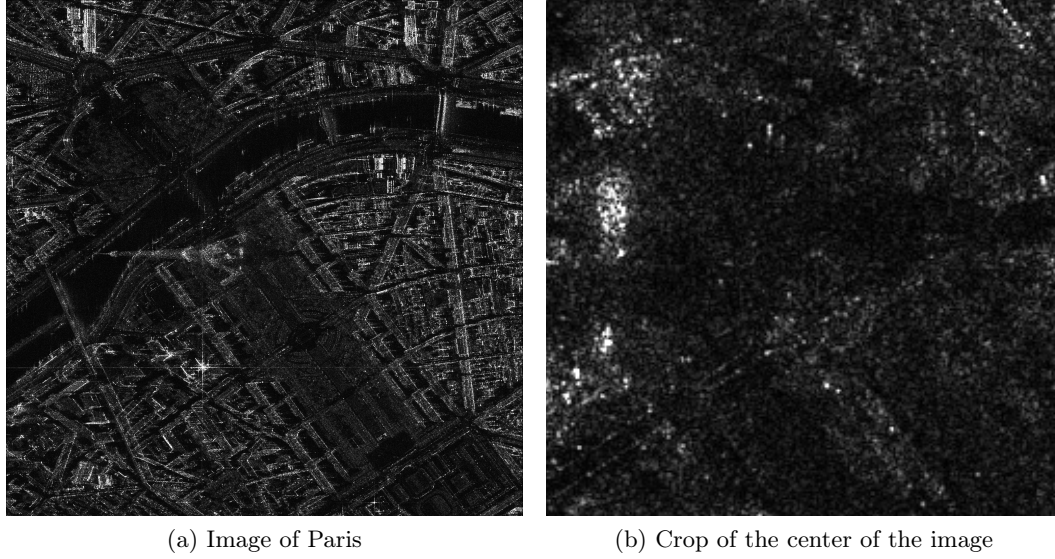 (a) Image of Paris
(b) Crop of the center of the image